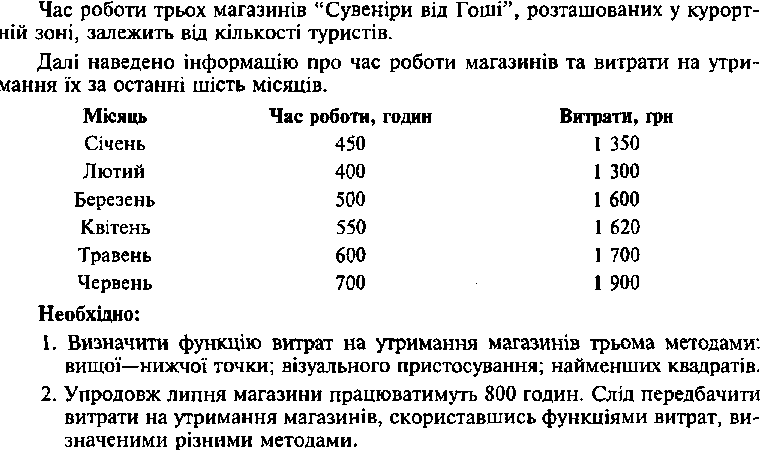 Час роботи трьох магазинів “Сувеніри від Гоші”, розташованих у курорт-
ній зоні, залежить від кількості туристів.
Далі наведено інформацію про час роботи магазинів та витрати на утри-
мання їх за останні шість місяців.
Місяць Час роботи, годин Витрати, грн
Січень 450 1 350
Лютий 400 1 300
Березень 500 1 600
Квітень 550 1 620
Травень 600 1 700
Червень 700 1 900
Необхідно:
1. Визначити функцію витрат на утримання магазинів трьома методами:
вищої—нижчої точки; візуального пристосування; найменших квадратів.
2. Упродовж липня магазини працюватимуть 800 годин. Слід передбачити
витрати на утримання магазинів, скориставшись функціями витрат, ви-
значеними різними методами.